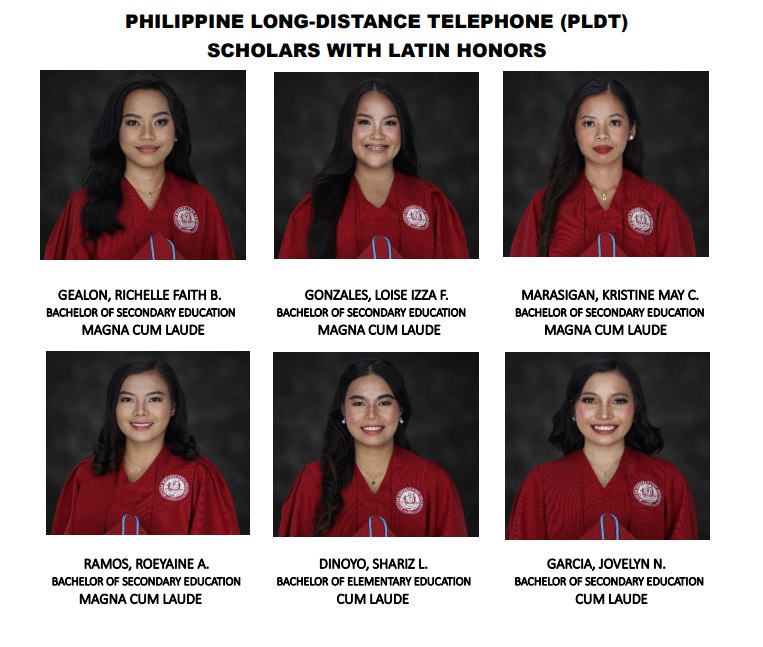 PHILIPPINE LONG-DISTANCE TELEPHONE (PLDT)
SCHOLARS WITH LATIN HONORS
GEALON, RICHELLE FAITH B.
BACHELOR OF SECONDARY EDUCATION
MAGNA CUM LAUDE
GONZALES, LOISE IZZA F.
BACHELOR OF SECONDARY EDUCATION
MAGNA CUM LAUDE
MARASIGAN, KRISTINE MAY C.
BACHELOR OF SECONDARY EDUCATION
MAGNA CUM LAUDE
RAMOS, ROEYAINE A.
BACHELOR OF SECONDARY EDUCATION
MAGNA CUM LAUDE
DINOYO, SHARIZ L.
BACHELOR OF ELEMENTARY EDUCATION
CUM LAUDE
GARCIA, JOVELYN N.
BACHELOR OF SECONDARY EDUCATION
CUM LAUDE